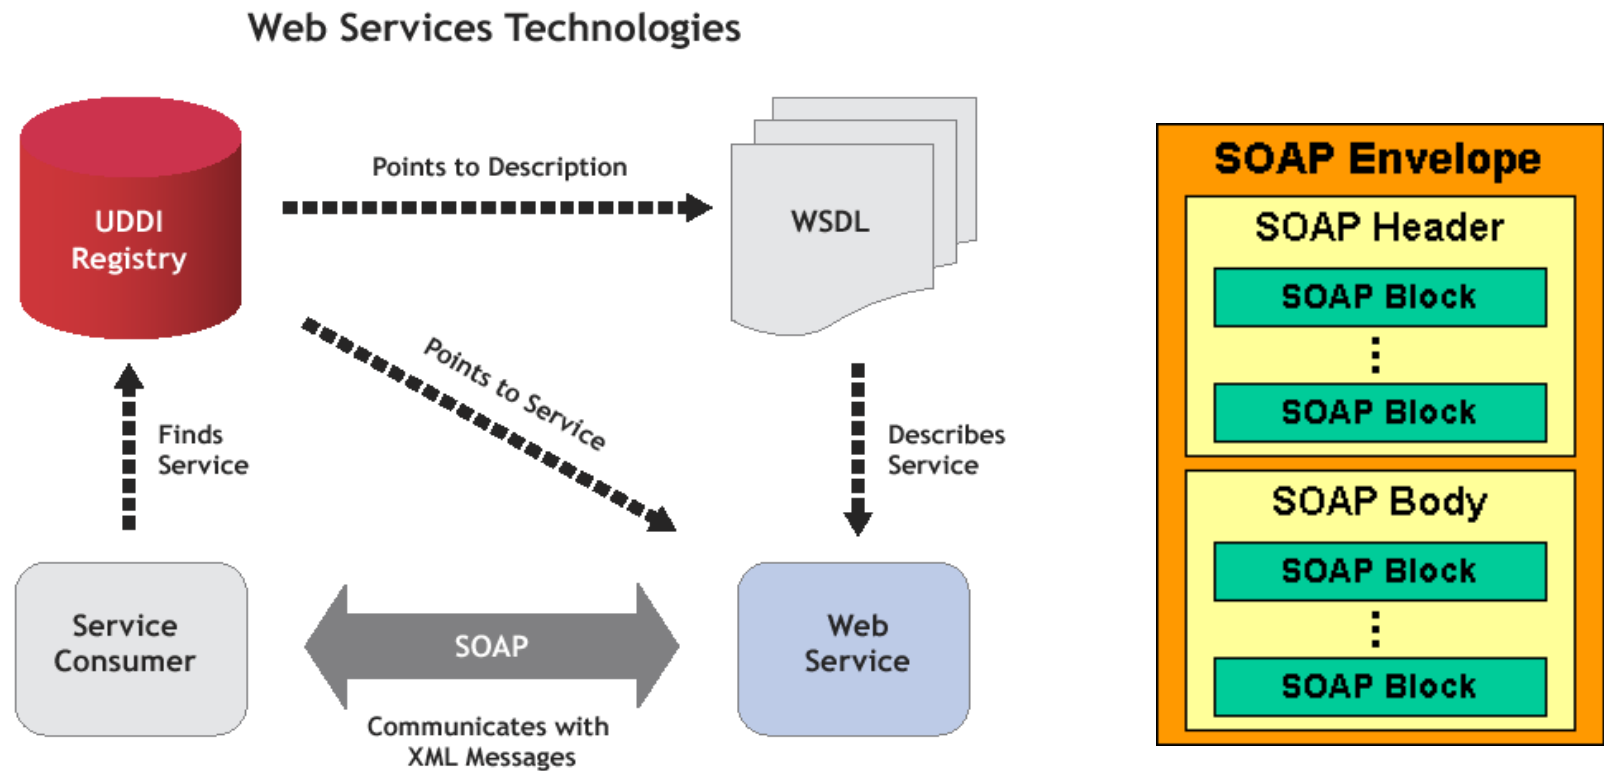 Web Services Technologies
UDDI
Registry
Points to Description
WSDL
Points to Service
Finds
Service
Describes
Service
Service
Consumer
SOAP
Communicates with
XML Messages
Web
Service
SOAP Envelope
SOAP Header
SOAP Block
SOAP Block
SOAP Body
SOAP Block
SOAP Block